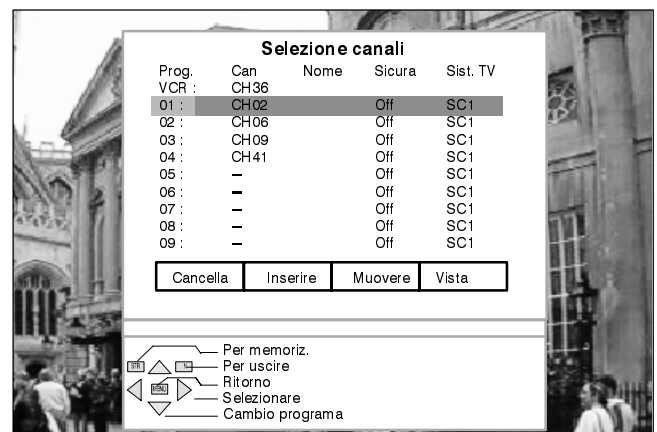 Selezione canali
Prog. Can Nome Sicura Sist. TV
VCR : CH36
01 : CH02 Off SC1
02 : CH06 Off SC1
03 : CH09 Off SC1
04 : CH41 Off SC1
05 : – Off SC1
06 : – Off SC1
07 : – Off SC1
08 : – Off SC1
09 : – Off SC1
Cancella Inserire Muovere Vista
Per memoriz.
STR N Per uscire
MENU Ritorno
Selezionare
Cambio programa